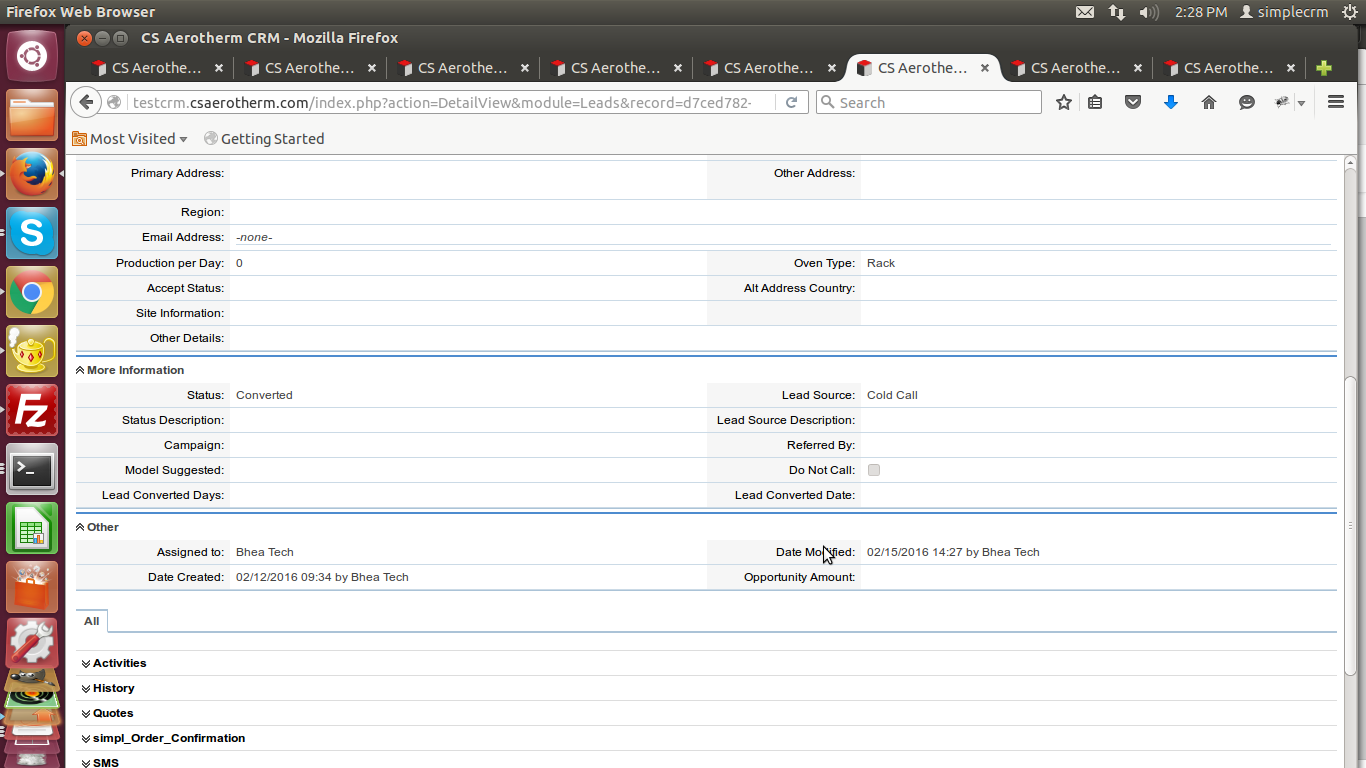 Firefox Web Browser 2:28 PM simplecrm
CS Aerotherm CRM - Mozilla Firefox
CS Aerothe... CS Aerothe... CS Aerothe... CS Aerothe... CS Aerothe... CS Aerothe... CS Aerothe... CS Aerothe...
testcrm.csaerotherm.com/index.php?action=DetailView&module=Leads&record=d7ced782- Search
Most Visited Getting Started
Primary Address: Other Address:
Region:
Email Address: -none-
Production per Day: 0 Oven Type: Rack
Accept Status: Alt Address Country:
Site Information:
Other Details:
More Information
Status: Converted Lead Source: Cold Call
Status Description: Lead Source Description:
Campaign: Referred By:
Model Suggested: Do Not Call:
Lead Converted Days: Lead Converted Date:
Other
Assigned to: Bhea Tech Date Modified: 02/15/2016 14:27 by Bhea Tech
Date Created: 02/12/2016 09:34 by Bhea Tech Opportunity Amount:
All
Activities
History
Quotes
simpl_Order_Confirmation
SMS